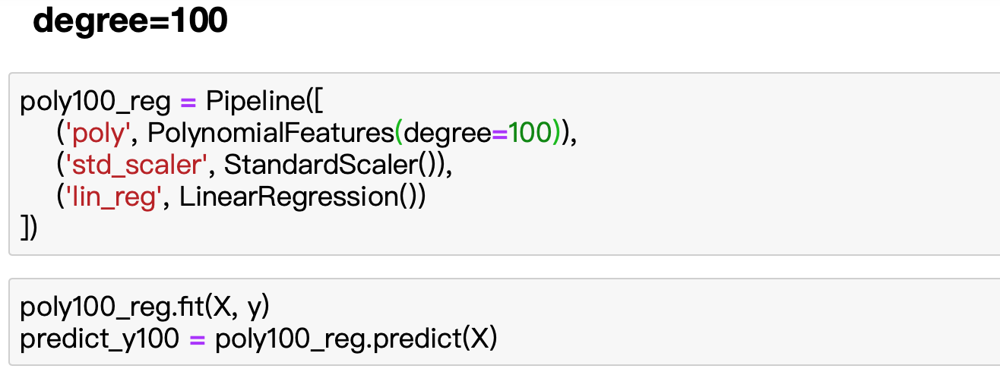 degree=100
poly100_reg = Pipeline([
    ('poly', PolynomialFeatures(degree=100)),
    ('std_scaler', StandardScaler()),
    ('lin_reg', LinearRegression())
])
poly100_reg.fit(X, y)
predict_y100 = poly100_reg.predict(X)